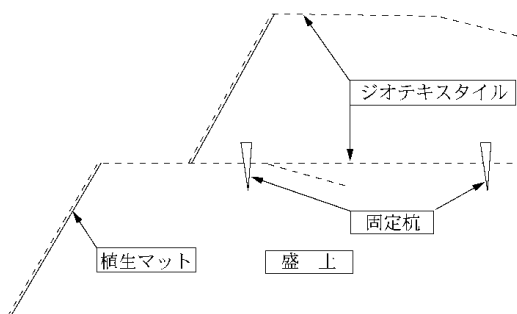 ジオテキスタイル
固定杭
植生マット
盛　土